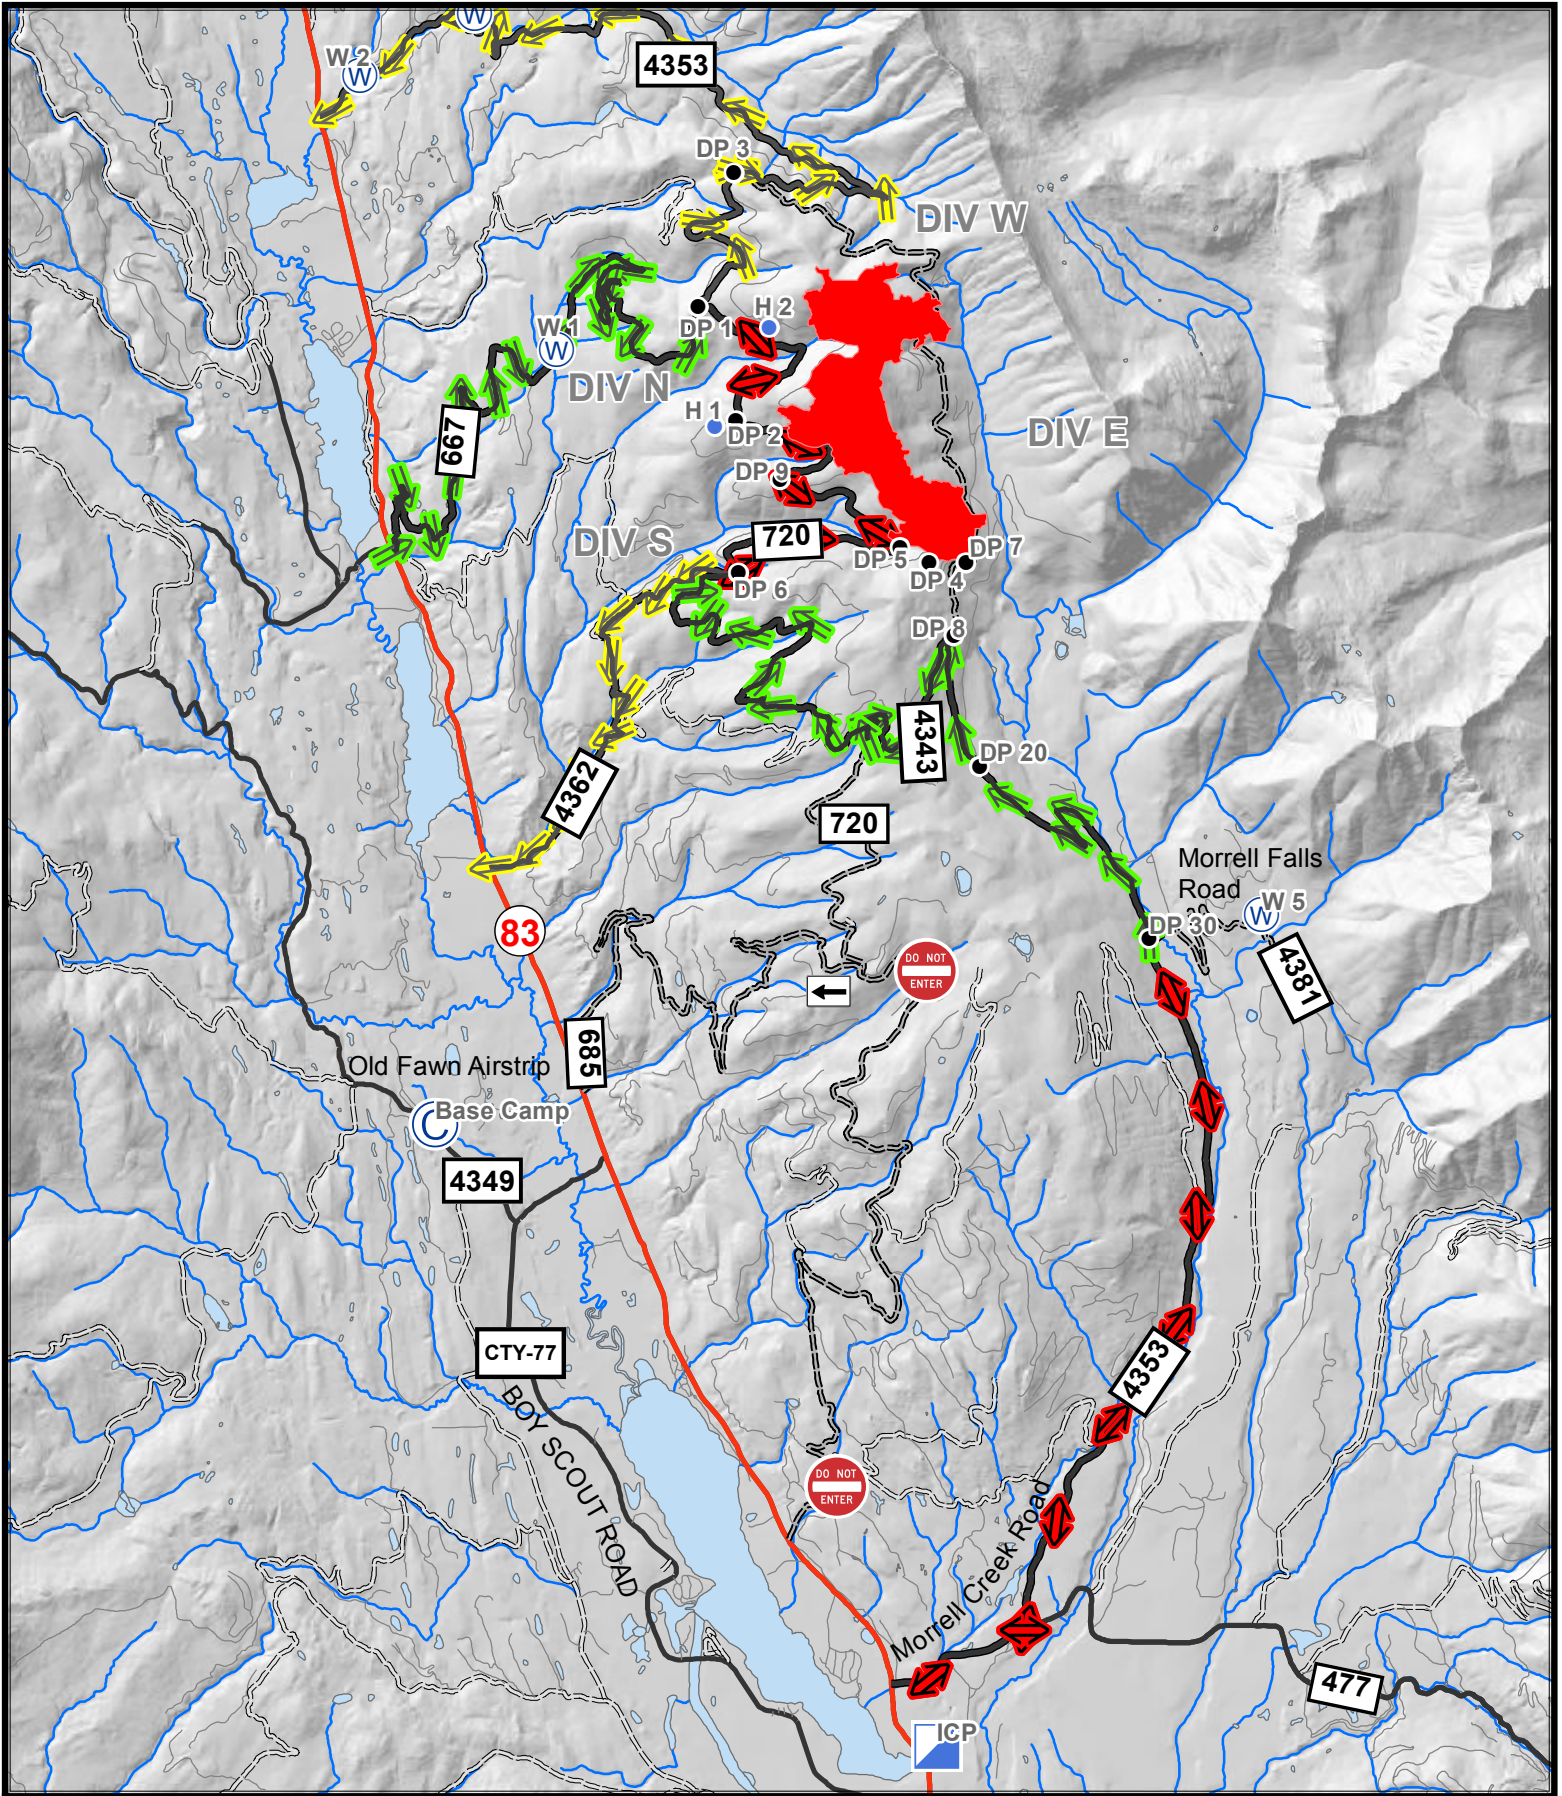 W
W 2
W
4353
DP 3
DIV W
H 2
DP 1
W 1
W
DIV N
H 1
DP 2
DIV E
667
DP 9
DIV S
720
DP 5
DP 7
DP 4
DP 6
DP 8
4343
DP 20
4362
720
Morrell Falls
Road
W
W 5
DP 30
83
DO NOT
ENTER
4381
685
Old Fawn Airstrip
Base Camp
C
4349
CTY-77
4353
BOY SCOUT ROAD
DO NOT
ENTER
Morrell Creek Road
477
ICP